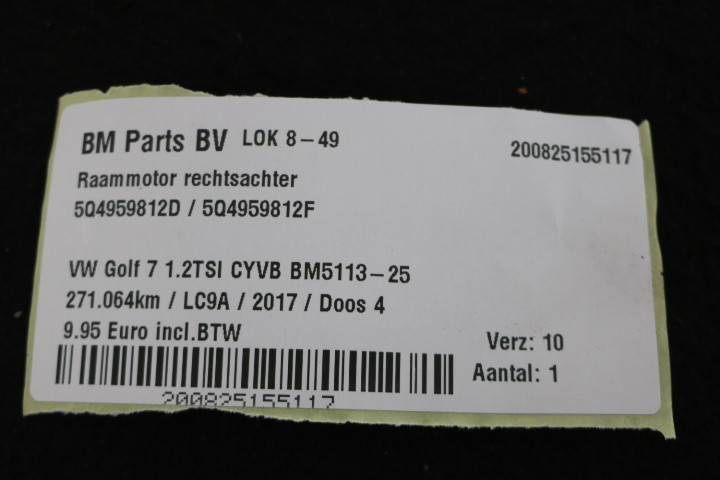 BM Parts BV LOK 8-49
200825155117
Raammotor rechtsachter
5Q4959812D / 5Q4959812F
VW Golf 7 1.2TSI CYVB BM5113-25
271.064km / LC9A / 2017 / Doos 4
9.95 Euro incl.BTW
Verz: 10
Aantal: 1
200825155117